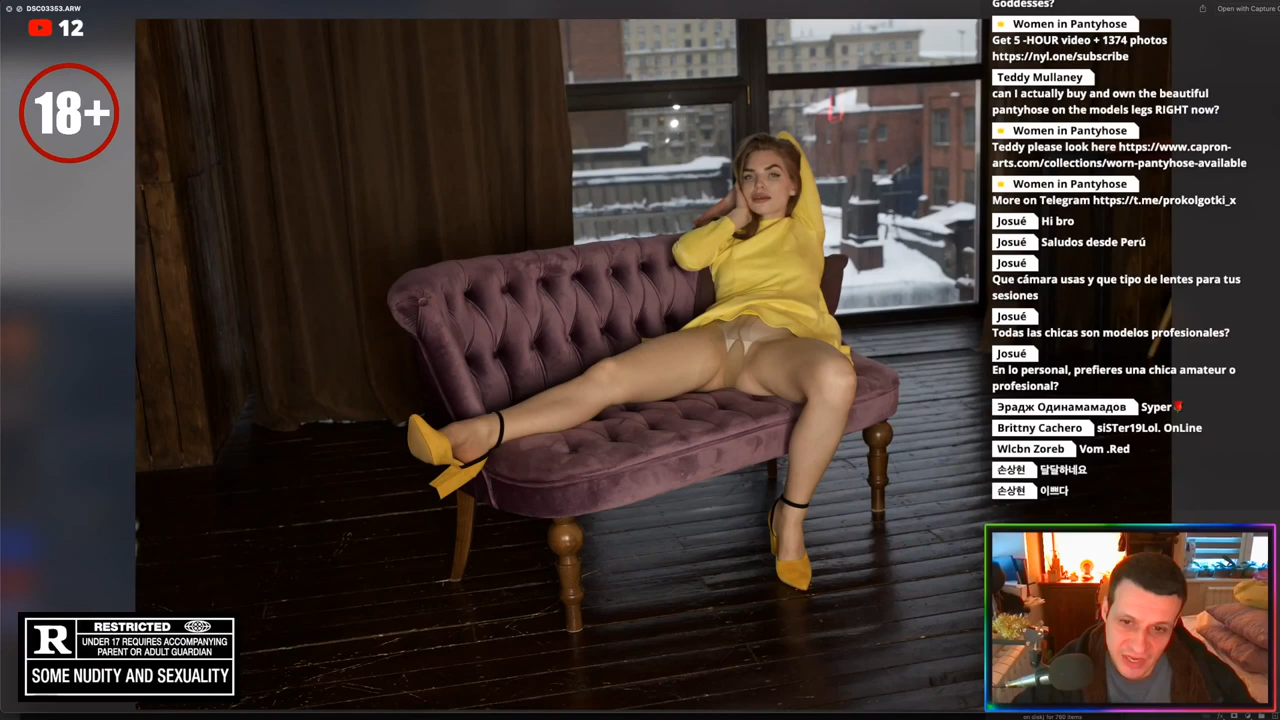 DSC03353.ARW
Open with Capture
12
18+
Goddesses?
Women in Pantyhose
Get 5 -HOUR video + 1374 photos
https://nyl.one/subscribe
Teddy Mullaney
can I actually buy and own the beautiful
pantyhose on the models legs RIGHT now?
Women in Pantyhose
Teddy please look here https://www.capron-
arts.com/collections/worn-pantyhose-available
Women in Pantyhose
More on Telegram https://t.me/prokolgotki_x
Josué Hi bro
Josué Saludos desde Perú
Josué
Que cámara usas y que tipo de lentes para tus
sesiones
Josué
Todas las chicas son modelos profesionales?
Josué
En lo personal, prefieres una chica amateur o
profesional?
Эрадж Одинамамадов Syper
Brittny Cachero siSTer19Lol. OnLine
Wlcbn Zoreb Vom .Red
손상현 달달하네요
손상현 이쁘다
R
RESTRICTED
UNDER 17 REQUIRES ACCOMPANYING
PARENT OR ADULT GUARDIAN
SOME NUDITY AND SEXUALITY
on disk) for 760 items